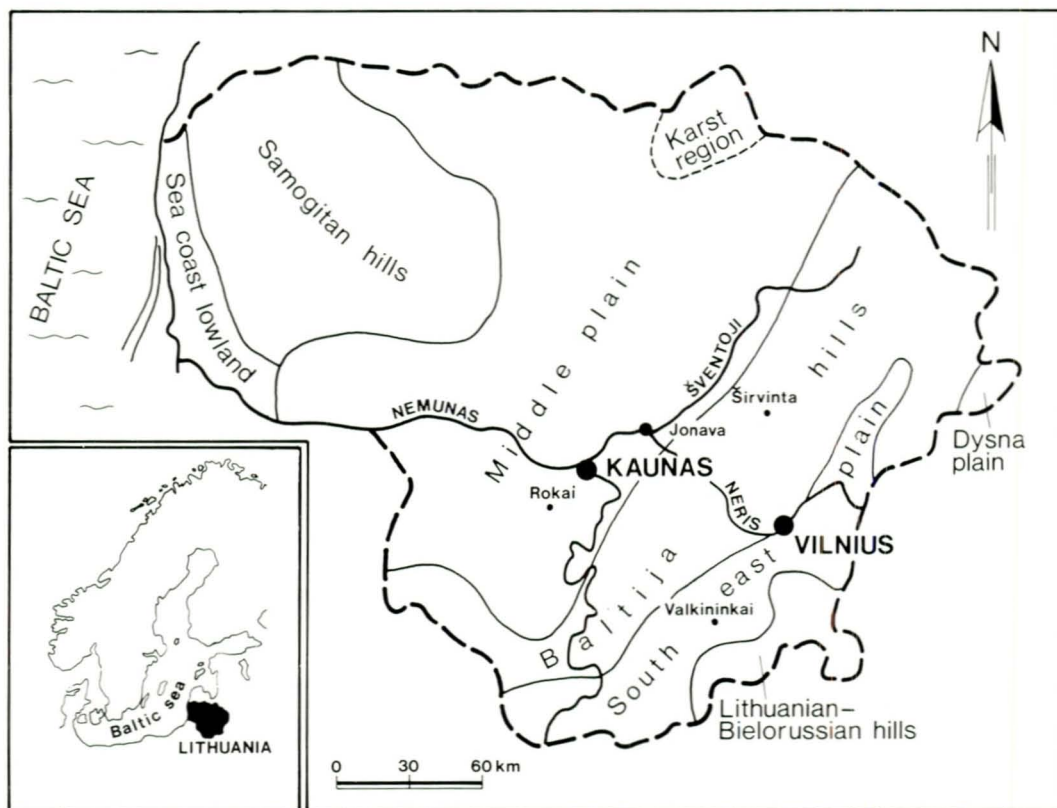 N
Karst
region
Samogitan hills
BALTIC SEA
Sea coast lowland
Middle plain
ŠVENTOJI
hills
NEMUNAS
Širvinta
Jonava
plain
Dysna
plain
KAUNAS
Rokai
NERIS
VILNIUS
Baltija
South east
Valkininkai
Lithuanian–
Bielorussian hills
Baltic sea
LITHUANIA
0 30 60 km